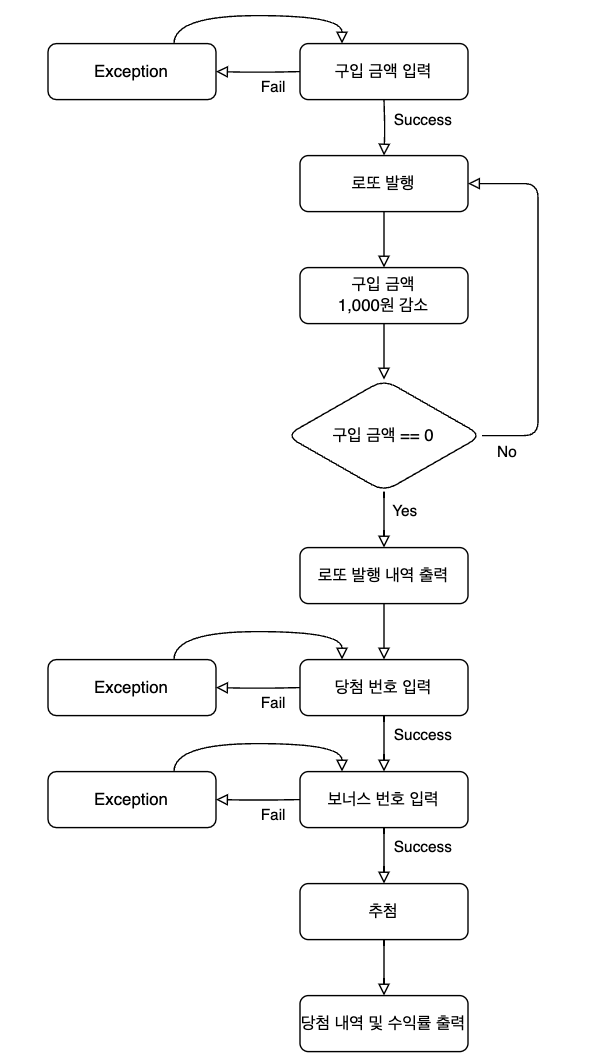 Exception
구입 금액 입력
Fail
Success
로또 발행
구입 금액
1,000원 감소
구입 금액 == 0
No
Yes
로또 발행 내역 출력
Exception
당첨 번호 입력
Fail
Success
Exception
보너스 번호 입력
Fail
Success
추첨
당첨 내역 및 수익률 출력